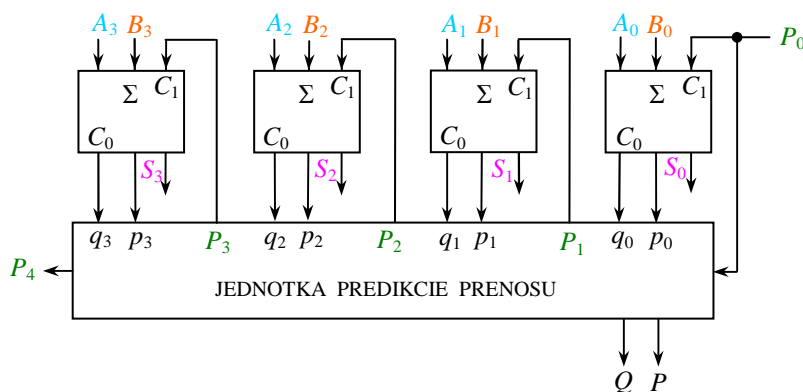 A₃ B₃ A₂ B₂ A₁ B₁ A₀ B₀ P₀
Σ C₁ Σ C₁ Σ C₁ Σ C₁
C₀ C₀ C₀ C₀
S₃ S₂ S₁ S₀
q₃ p₃ P₃ q₂ p₂ P₂ q₁ p₁ P₁ q₀ p₀
P₄
JEDNOTKA PREDIKCIE PRENOSU
Q P